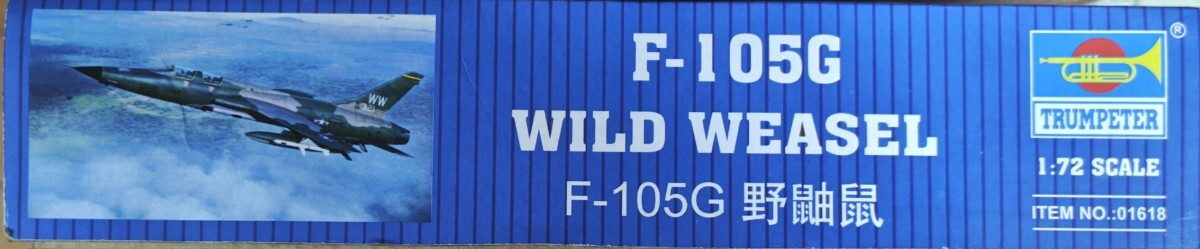 F-105G
WILD WEASEL
F-105G 野鼬鼠
WW
TRUMPETER
®
1:72 SCALE
ITEM NO.:01618